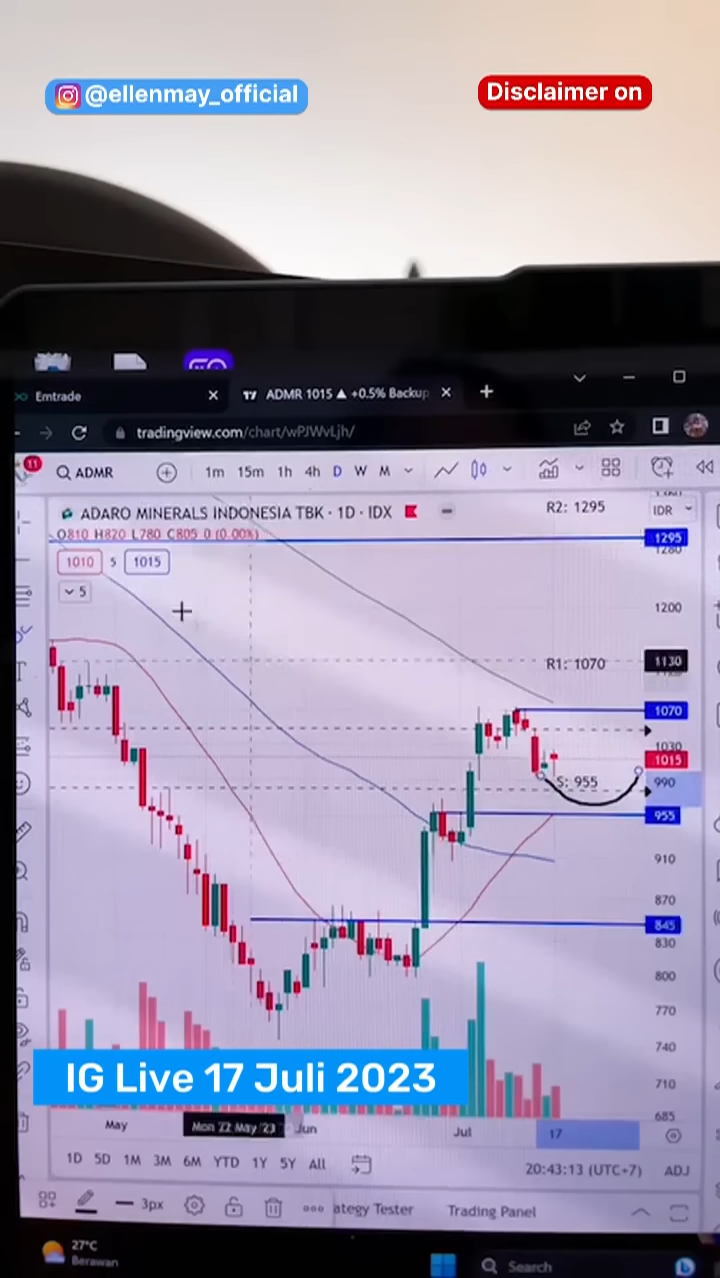 @ellenmay_official
Disclaimer on
Emtrade
ADMR 1015 ▲ +0.5% Backup
tradingview.com/chart/wPJWvLjh/
11
ADMR
1m 15m 1h 4h D W M
ADARO MINERALS INDONESIA TBK · 1D · IDX
R2: 1295
IDR
O810 H820 L780 C805 0 (0.00%)
1295
1280
1010 5 1015
5
1200
R1: 1070
1130
1070
1030
1015
S: 955
990
955
910
870
845
830
800
770
740
710
685
IG Live 17 Juli 2023
May
Mon 22 May '23
Jun
Jul
17
1D 5D 1M 3M 6M YTD 1Y 5Y All
20:43:13 (UTC+7)
ADJ
3px
ategy Tester
Trading Panel
27°C
Berawan
Search